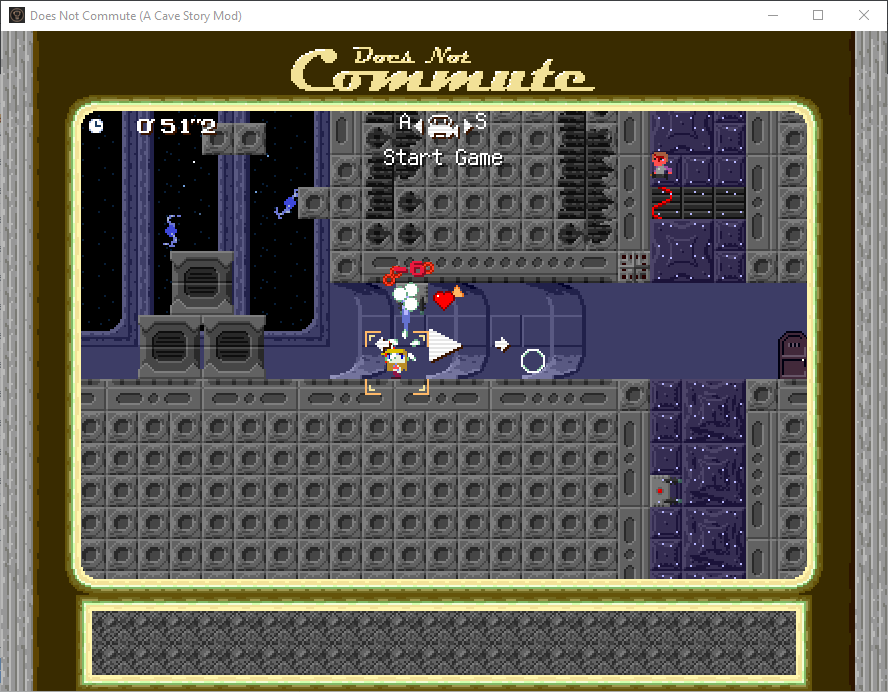 Does Not Commute (A Cave Story Mod)
Does Not
Commute
0'51"2
A S
Start Game